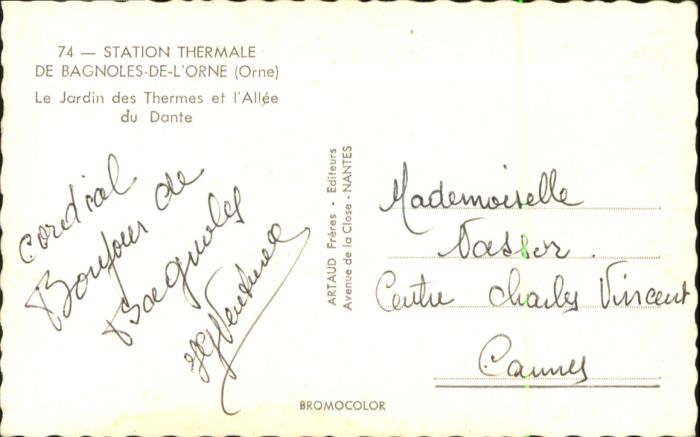 74 — STATION THERMALE
DE BAGNOLES-DE-L'ORNE (Orne)
Le Jardin des Thermes et l'Allée
du Dante
cordial
Bonjour de
Bagnoles
ARTAUD Frères - Editeurs
Avenue de la Close - NANTES
Mademoiselle
Centre Charles Vincent
Cannes
BROMOCOLOR